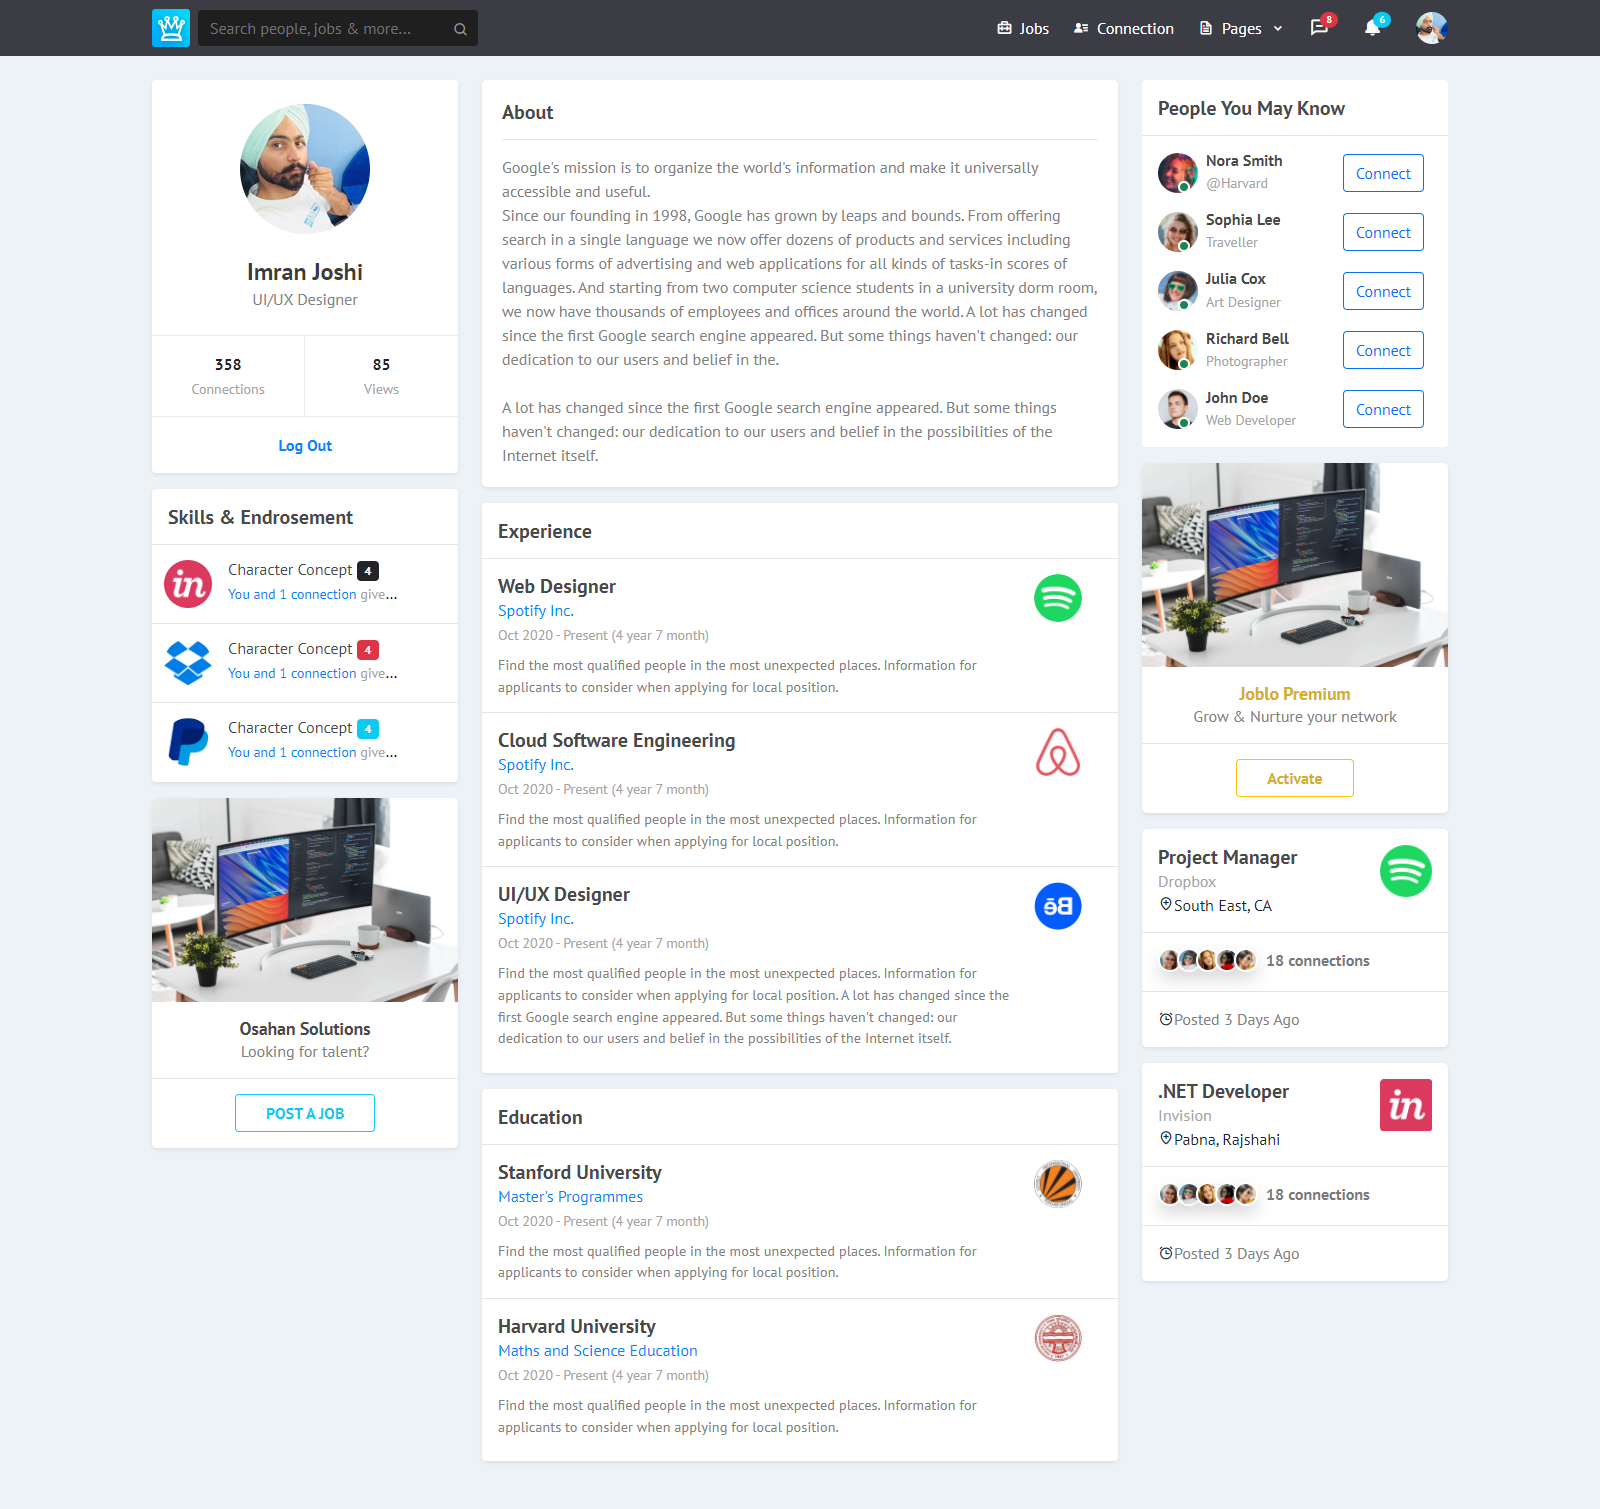 Search people, jobs & more...
Jobs
Connection
Pages
8
6
Imran Joshi
UI/UX Designer
358
Connections
85
Views
Log Out
Skills & Endrosement
in
Character Concept 4
You and 1 connection give...
Character Concept 4
You and 1 connection give...
Character Concept 4
You and 1 connection give...
Osahan Solutions
Looking for talent?
POST A JOB
About
Google's mission is to organize the world's information and make it universally
accessible and useful.
Since our founding in 1998, Google has grown by leaps and bounds. From offering
search in a single language we now offer dozens of products and services including
various forms of advertising and web applications for all kinds of tasks-in scores of
languages. And starting from two computer science students in a university dorm room,
we now have thousands of employees and offices around the world. A lot has changed
since the first Google search engine appeared. But some things haven't changed: our
dedication to our users and belief in the.
A lot has changed since the first Google search engine appeared. But some things
haven't changed: our dedication to our users and belief in the possibilities of the
Internet itself.
Experience
Web Designer
Spotify Inc.
Oct 2020 - Present (4 year 7 month)
Find the most qualified people in the most unexpected places. Information for
applicants to consider when applying for local position.
Cloud Software Engineering
Spotify Inc.
Oct 2020 - Present (4 year 7 month)
Find the most qualified people in the most unexpected places. Information for
applicants to consider when applying for local position.
UI/UX Designer
Spotify Inc.
Oct 2020 - Present (4 year 7 month)
Find the most qualified people in the most unexpected places. Information for
applicants to consider when applying for local position. A lot has changed since the
first Google search engine appeared. But some things haven't changed: our
dedication to our users and belief in the possibilities of the Internet itself.
Education
Stanford University
Master's Programmes
Oct 2020 - Present (4 year 7 month)
Find the most qualified people in the most unexpected places. Information for
applicants to consider when applying for local position.
Harvard University
Maths and Science Education
Oct 2020 - Present (4 year 7 month)
Find the most qualified people in the most unexpected places. Information for
applicants to consider when applying for local position.
People You May Know
Nora Smith
@Harvard
Connect
Sophia Lee
Traveller
Connect
Julia Cox
Art Designer
Connect
Richard Bell
Photographer
Connect
John Doe
Web Developer
Connect
Joblo Premium
Grow & Nurture your network
Activate
Project Manager
Dropbox
South East, CA
18 connections
Posted 3 Days Ago
.NET Developer
in
Invision
Pabna, Rajshahi
18 connections
Posted 3 Days Ago